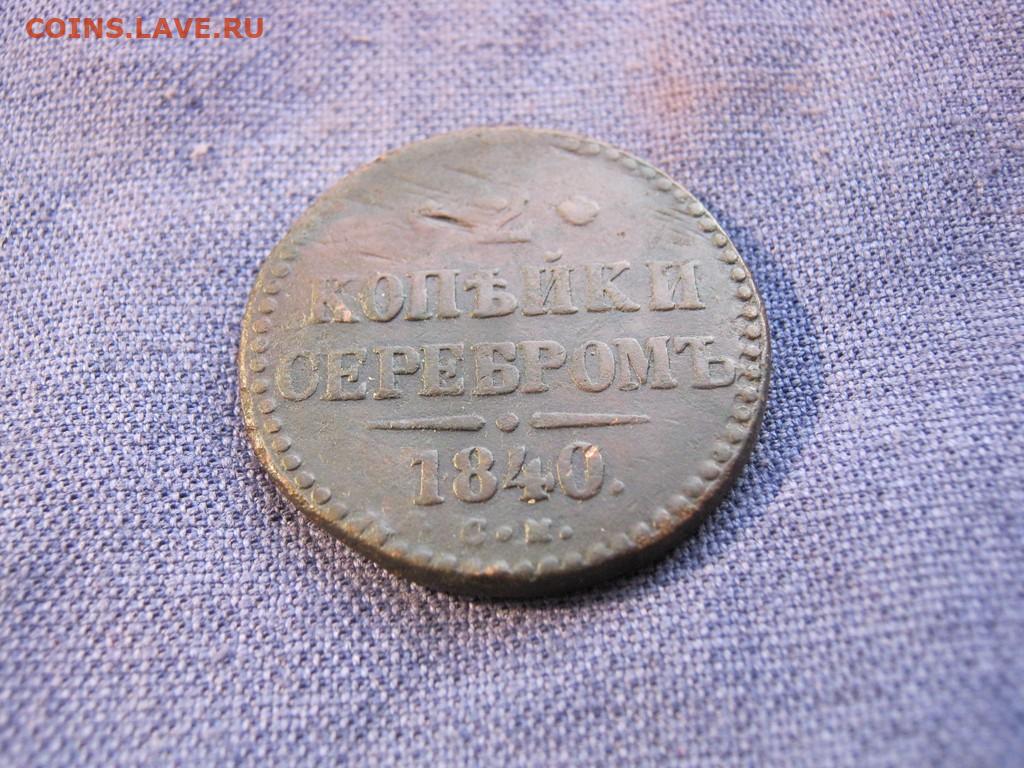 COINS.LAVE.RU
· 2 ·
КОПѢЙКИ
СЕРЕБРОМЪ
1840.
С. М.